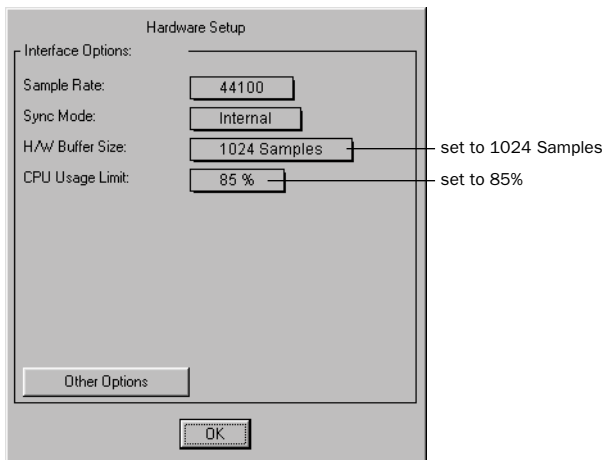 Hardware Setup
Interface Options:
Sample Rate: 44100
Sync Mode: Internal
H/W Buffer Size: 1024 Samples set to 1024 Samples
CPU Usage Limit: 85 % set to 85%
Other Options
OK